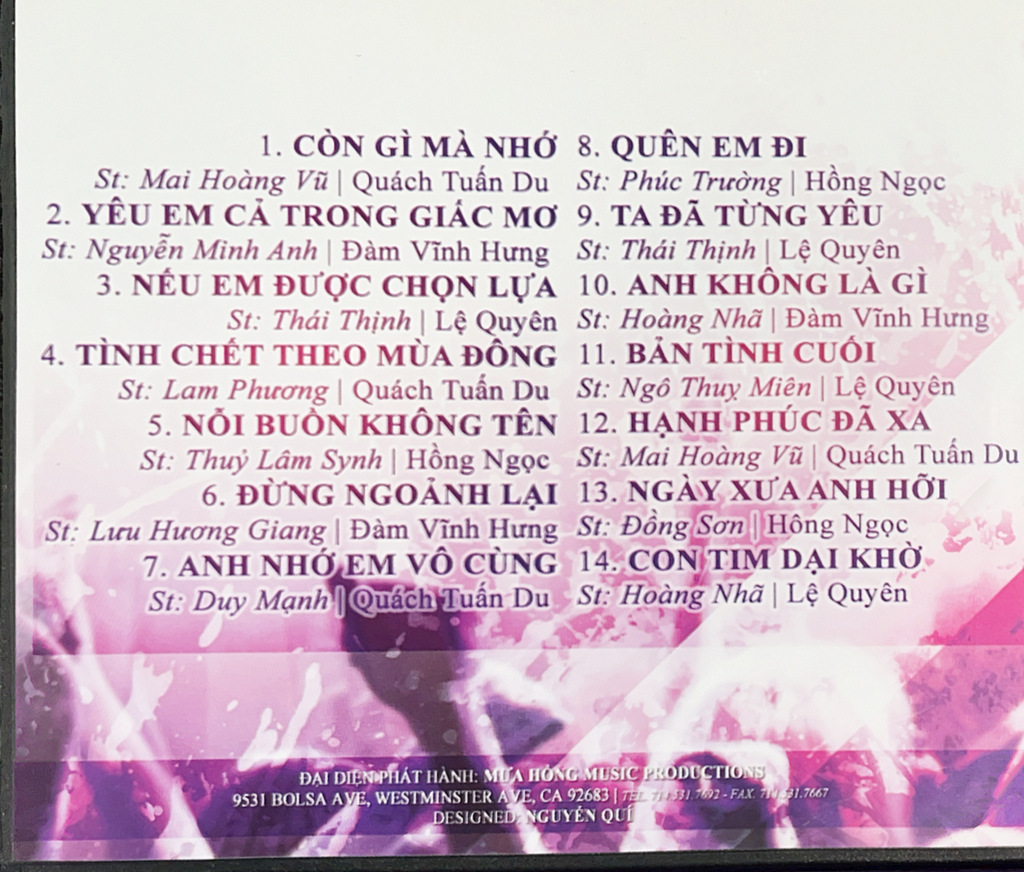 1. CÒN GÌ MÀ NHỚ
St: Mai Hoàng Vũ | Quách Tuấn Du
2. YÊU EM CẢ TRONG GIẤC MƠ
St: Nguyễn Minh Anh | Đàm Vĩnh Hưng
3. NẾU EM ĐƯỢC CHỌN LỰA
St: Thái Thịnh | Lệ Quyên
4. TÌNH CHẾT THEO MÙA ĐÔNG
St: Lam Phương | Quách Tuấn Du
5. NỖI BUỒN KHÔNG TÊN
St: Thuỷ Lâm Synh | Hồng Ngọc
6. ĐỪNG NGOẢNH LẠI
St: Lưu Hương Giang | Đàm Vĩnh Hưng
7. ANH NHỚ EM VÔ CÙNG
St: Duy Mạnh | Quách Tuấn Du
8. QUÊN EM ĐI
St: Phúc Trường | Hồng Ngọc
9. TA ĐÃ TỪNG YÊU
St: Thái Thịnh | Lệ Quyên
10. ANH KHÔNG LÀ GÌ
St: Hoàng Nhã | Đàm Vĩnh Hưng
11. BẢN TÌNH CUỐI
St: Ngô Thuỵ Miên | Lệ Quyên
12. HẠNH PHÚC ĐÃ XA
St: Mai Hoàng Vũ | Quách Tuấn Du
13. NGÀY XƯA ANH HỠI
St: Đồng Sơn | Hông Ngọc
14. CON TIM DẠI KHỜ
St: Hoàng Nhã | Lệ Quyên
ĐẠI DIỆN PHÁT HÀNH: MƯA HỒNG MUSIC PRODUCTIONS
9531 BOLSA AVE, WESTMINSTER AVE, CA 92683 | TEL. 714 531.7692 - FAX. 714 531.7667
DESIGNED: NGUYỄN QUÍ